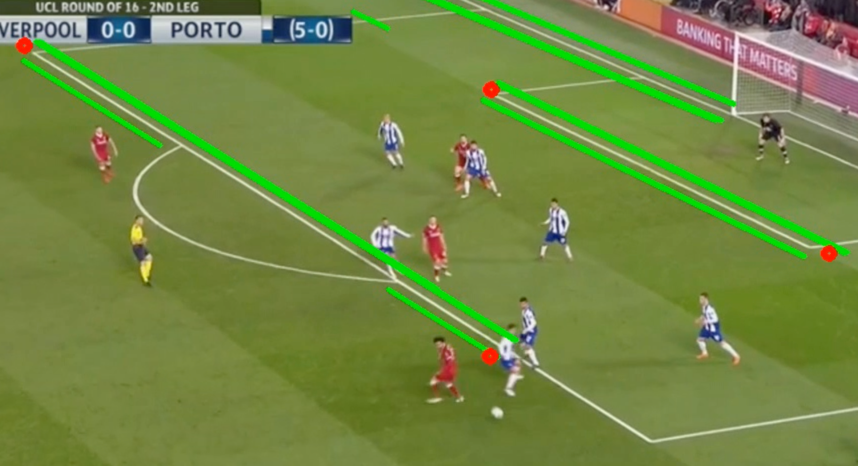 UCL ROUND OF 16 - 2ND LEG
VERPOOL 0-0 PORTO (5-0)
BANKING THAT MATTERS